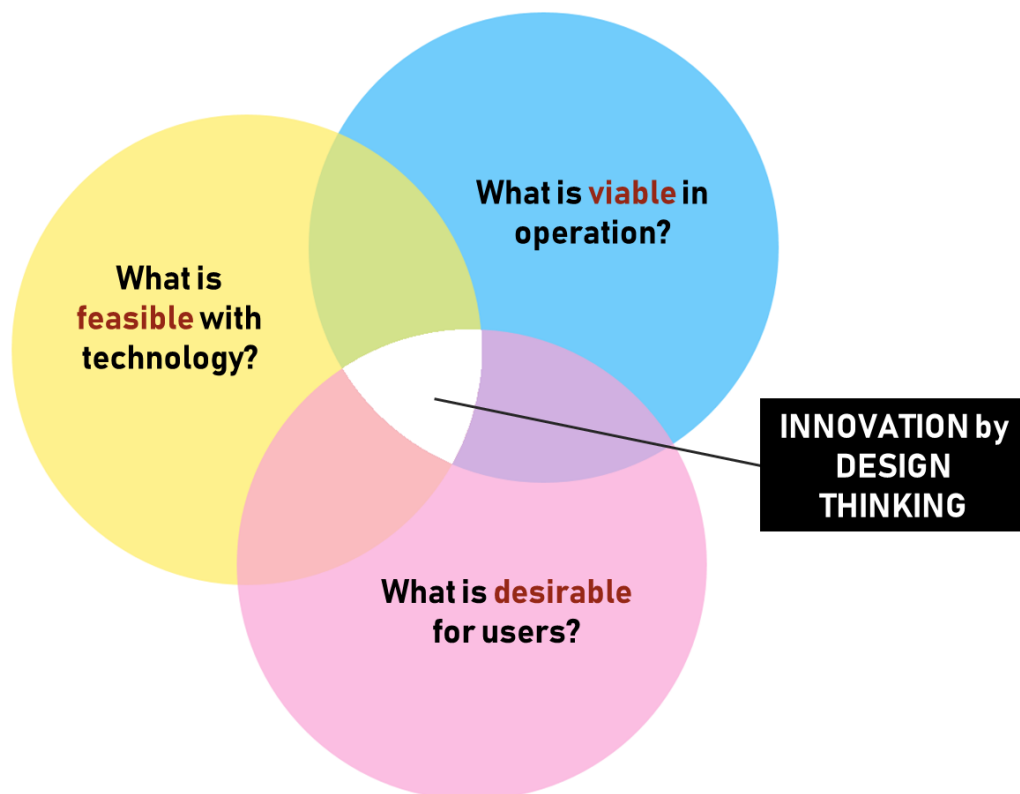 What is viable in
operation?
What is
feasible with
technology?
INNOVATION by
DESIGN
THINKING
What is desirable
for users?